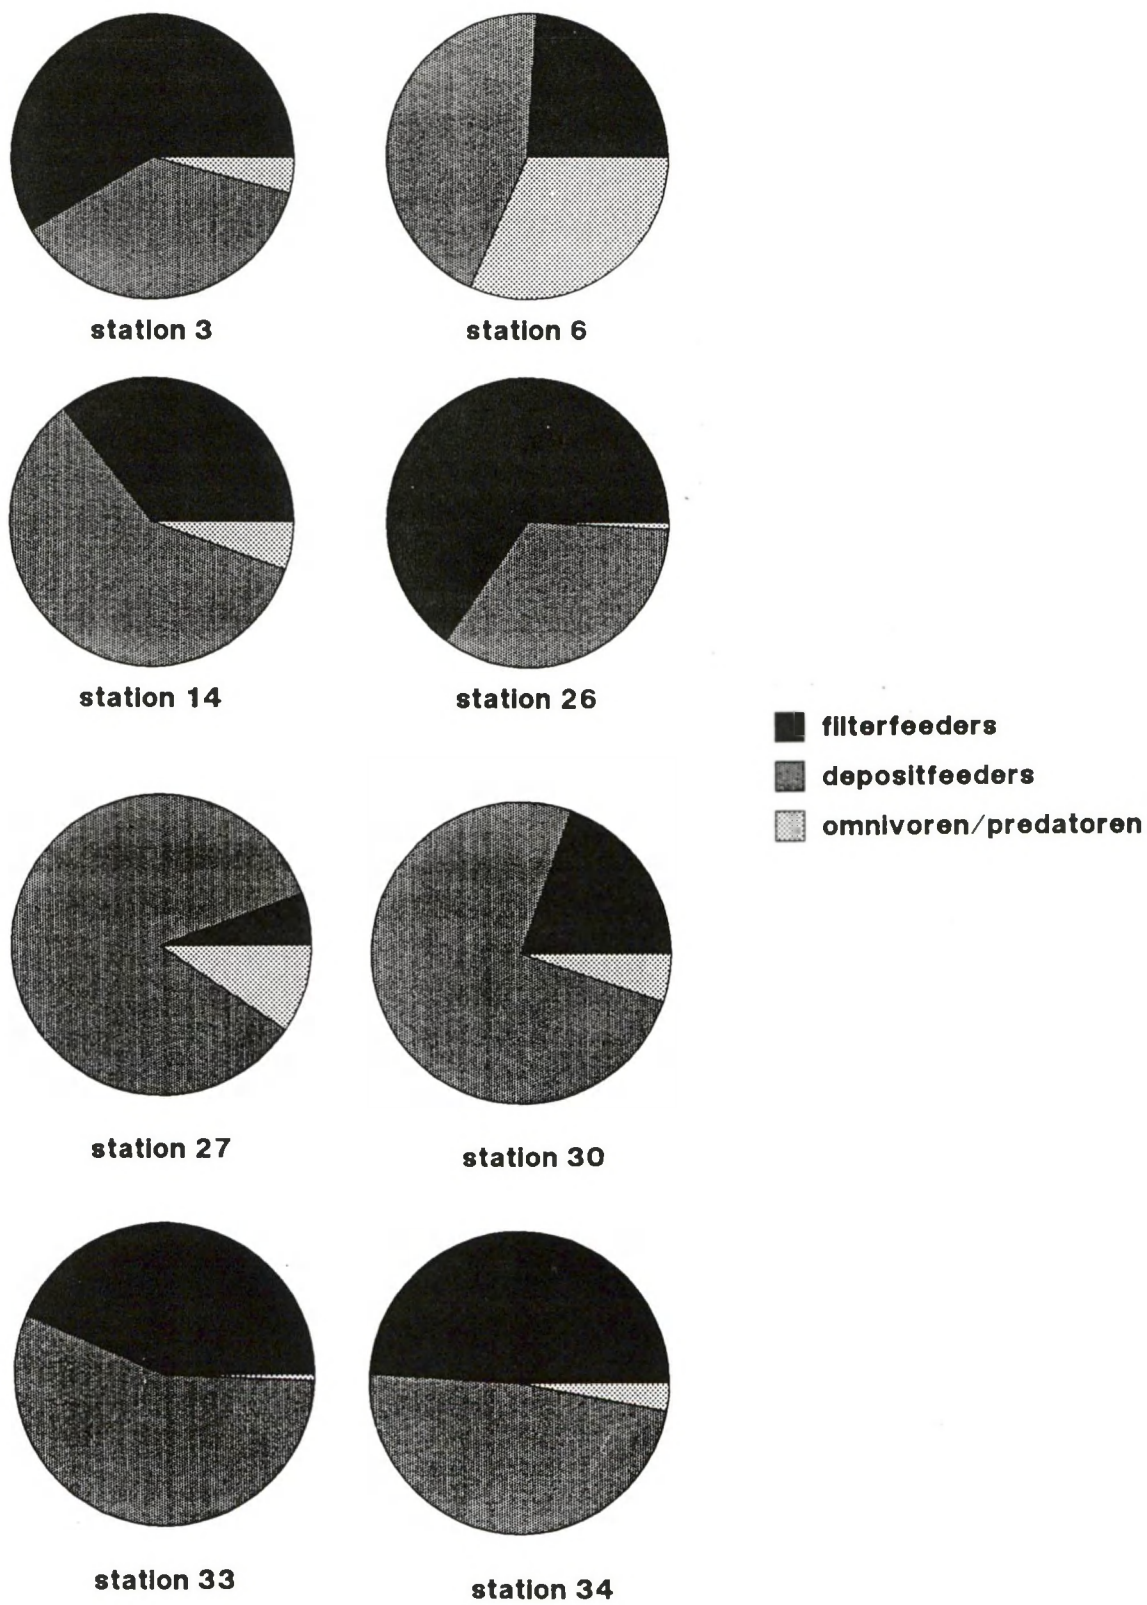 station 3
station 6
station 14
station 26
filterfeeders
depositfeeders
omnivoren/predatoren
station 27
station 30
station 33
station 34